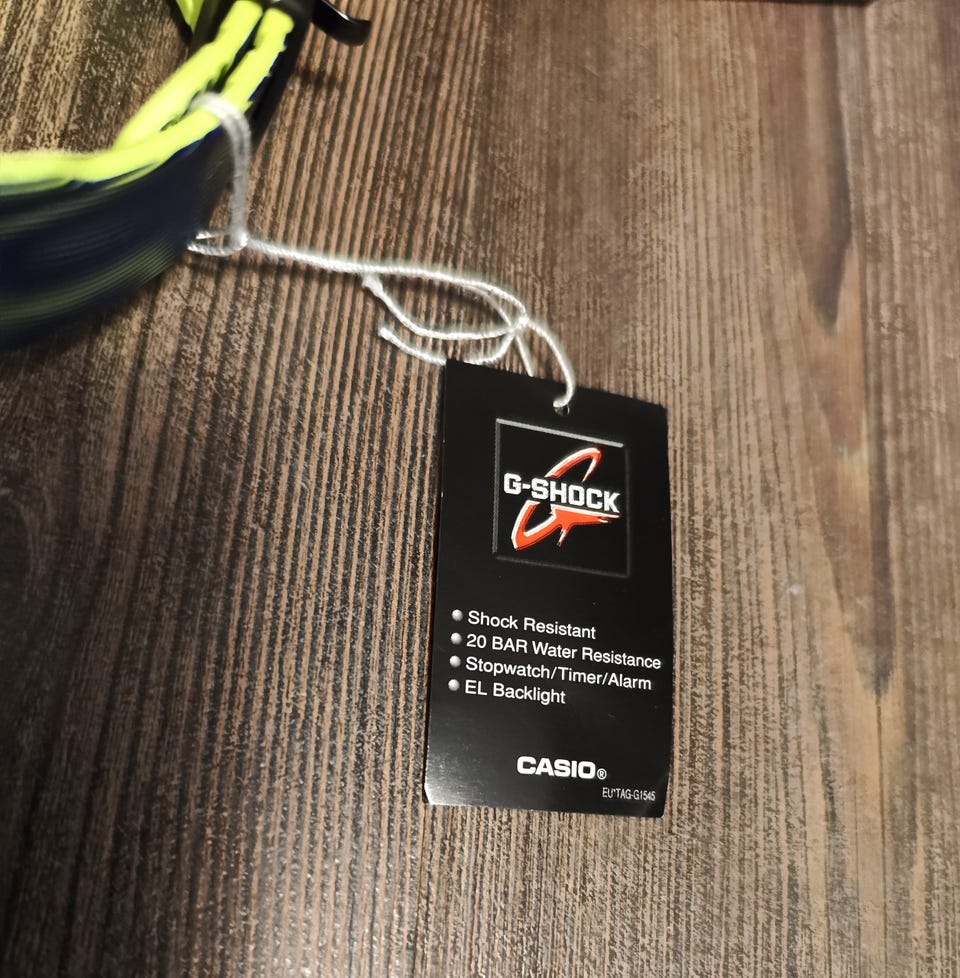 G-SHOCK
Shock Resistant
20 BAR Water Resistance
Stopwatch/Timer/Alarm
EL Backlight
CASIO®
EU*TAG-G1545